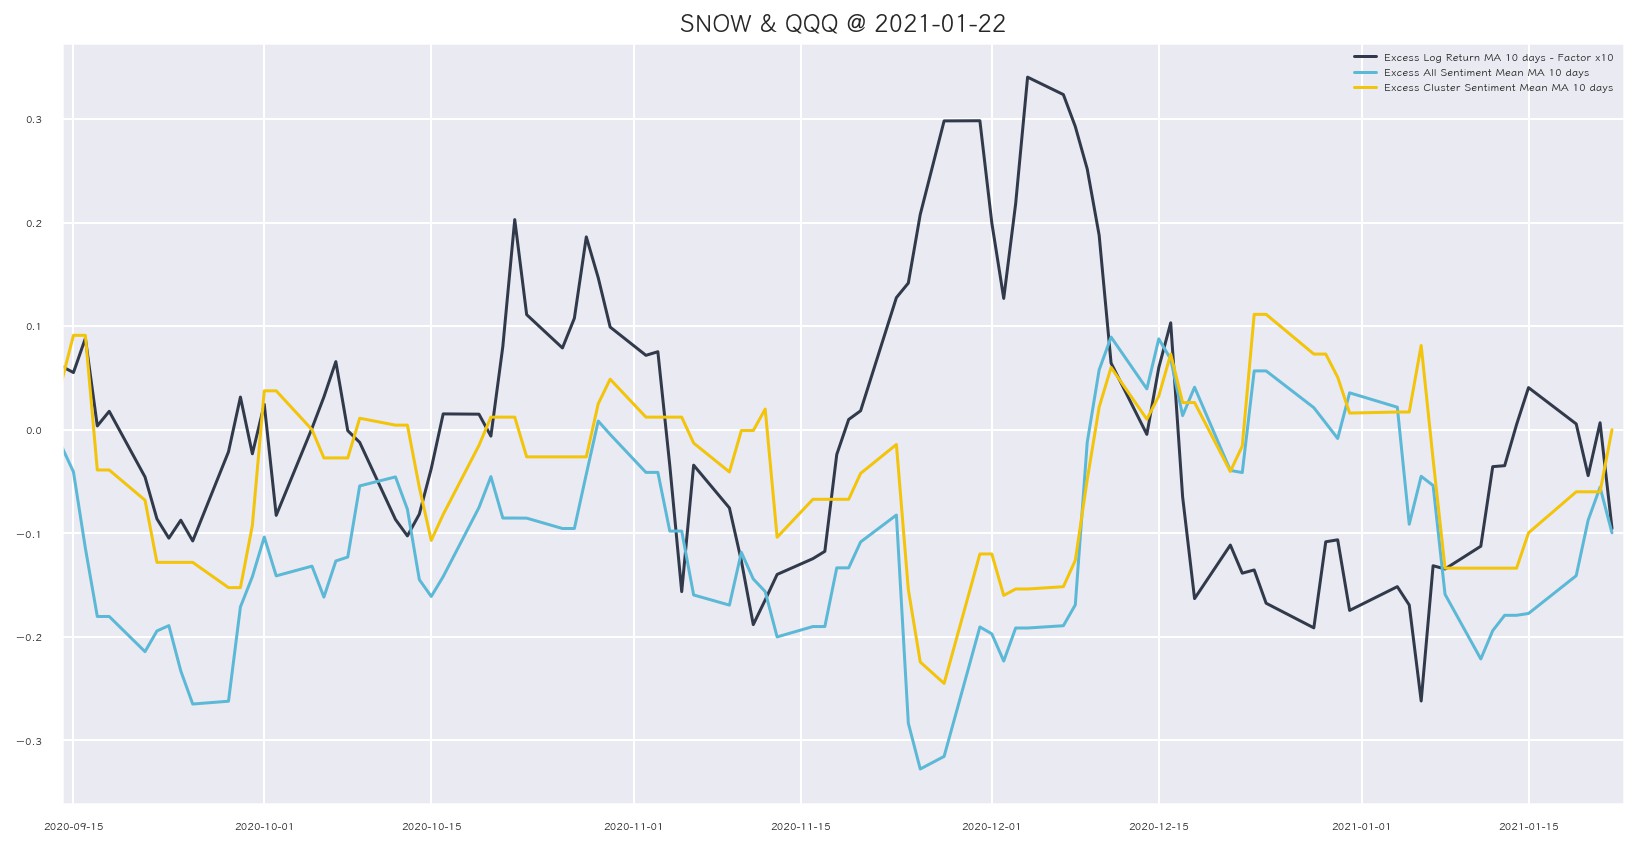 SNOW & QQQ @ 2021-01-22
Excess Log Return MA 10 days - Factor x10
Excess All Sentiment Mean MA 10 days
Excess Cluster Sentiment Mean MA 10 days
0.3
0.2
0.1
0.0
−0.1
−0.2
−0.3
2020-09-15 2020-10-01 2020-10-15 2020-11-01 2020-11-15 2020-12-01 2020-12-15 2021-01-01 2021-01-15